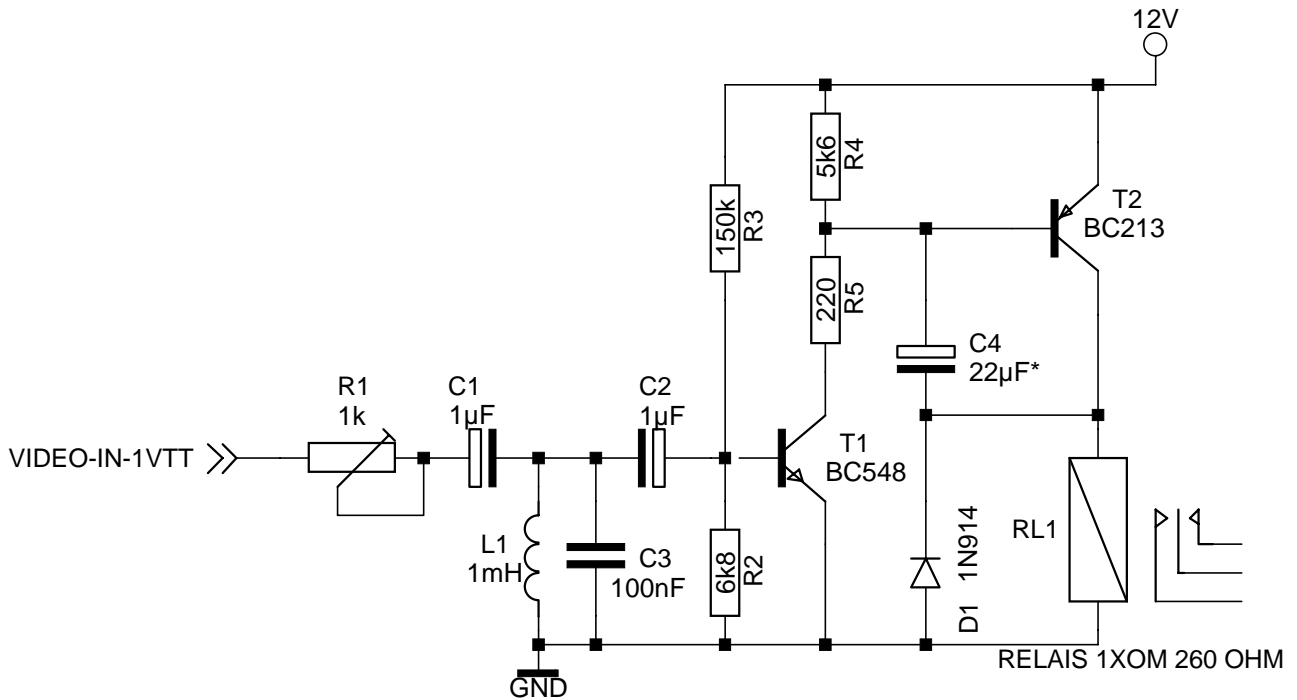 12V
5k6
R4
150k
R3
T2
BC213
220
R5
C4
22µF*
R1
1k
C1
1µF
C2
1µF
VIDEO-IN-1VTT
T1
BC548
L1
1mH
C3
100nF
6k8
R2
D1 1N914
RL1
RELAIS 1XOM 260 OHM
GND